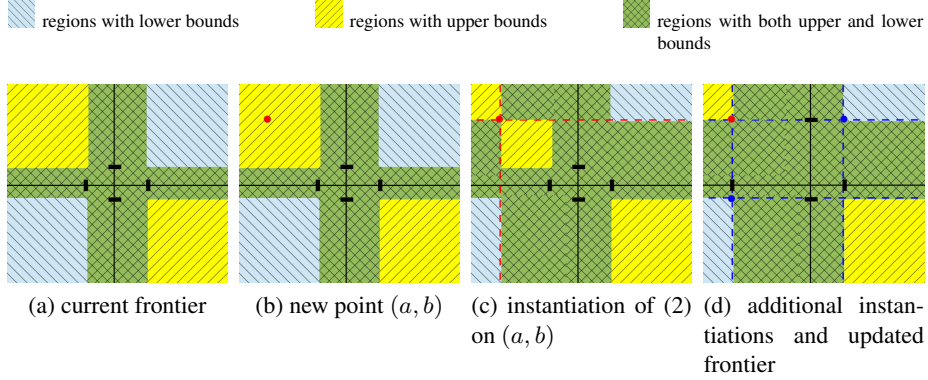 regions with lower bounds
regions with upper bounds
regions with both upper and lower
bounds
(a) current frontier
(b) new point (a, b)
(c) instantiation of (2)
on (a, b)
(d) additional instan-
tiations and updated
frontier